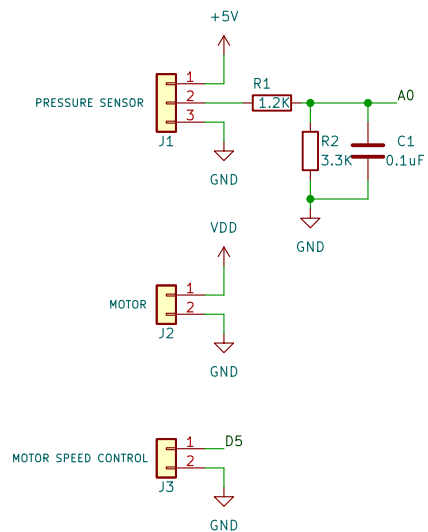 +5V
PRESSURE SENSOR
1
2
3
J1
GND
R1
1.2K
A0
R2
3.3K
C1
0.1uF
GND
VDD
MOTOR
1
2
J2
GND
MOTOR SPEED CONTROL
1
2
J3
D5
GND